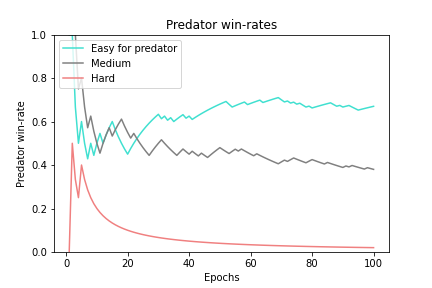 Predator win-rates
Predator win-rate
1.0
0.8
0.6
0.4
0.2
0.0
Easy for predator
Medium
Hard
0
20
40
60
80
100
Epochs